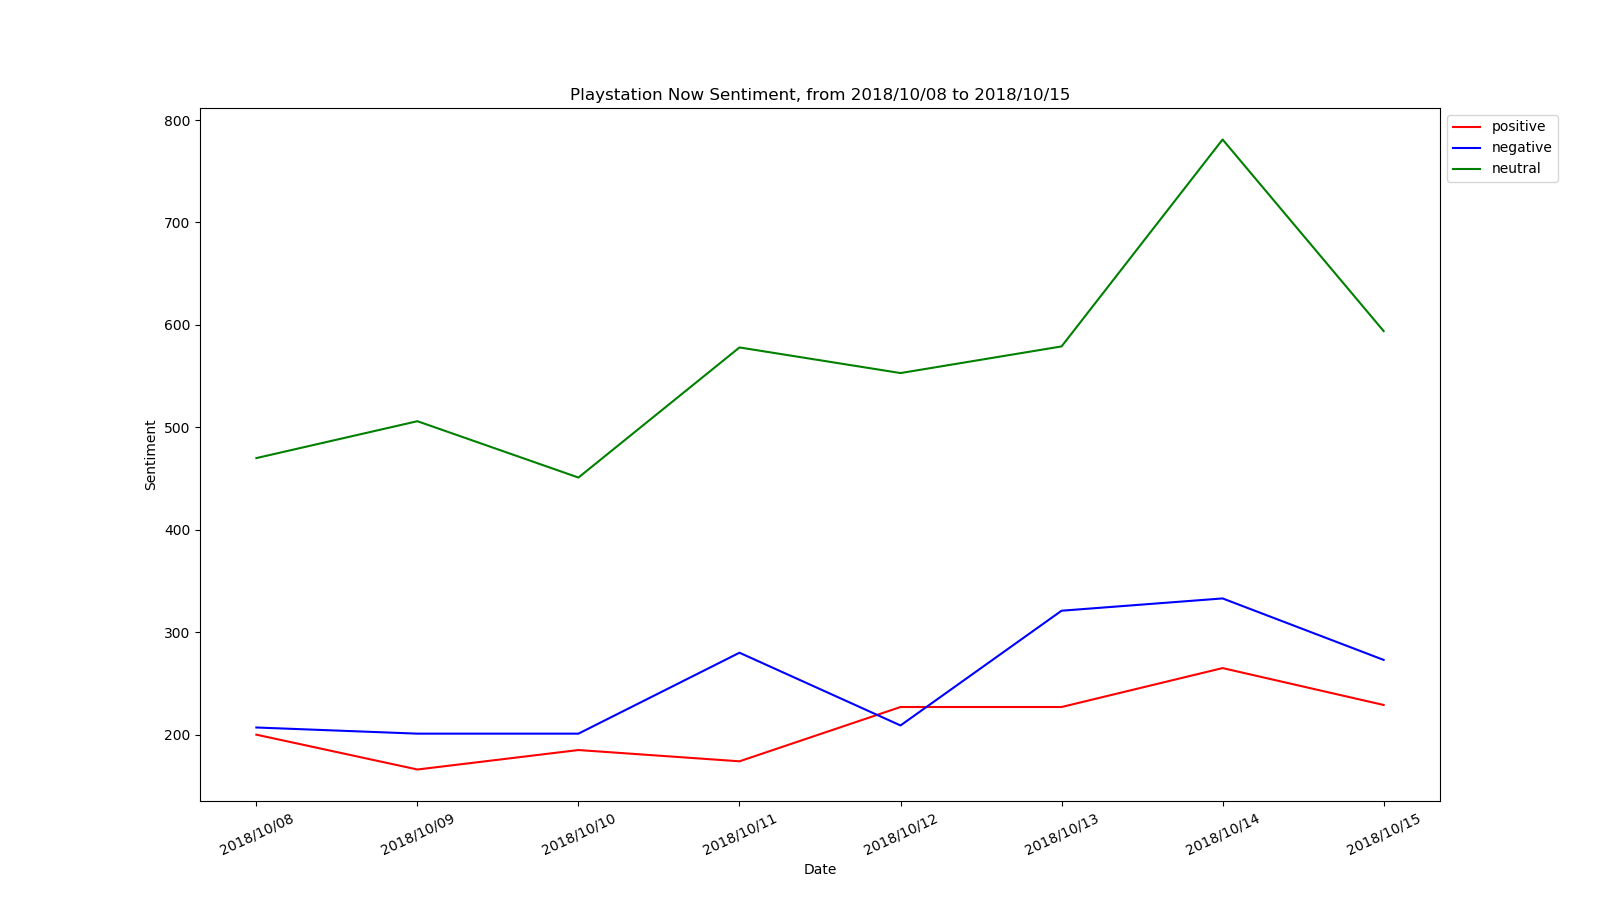 Playstation Now Sentiment, from 2018/10/08 to 2018/10/15
positive
negative
neutral
800
700
600
500
400
300
200
Sentiment
2018/10/08
2018/10/09
2018/10/10
2018/10/11
2018/10/12
2018/10/13
2018/10/14
2018/10/15
Date